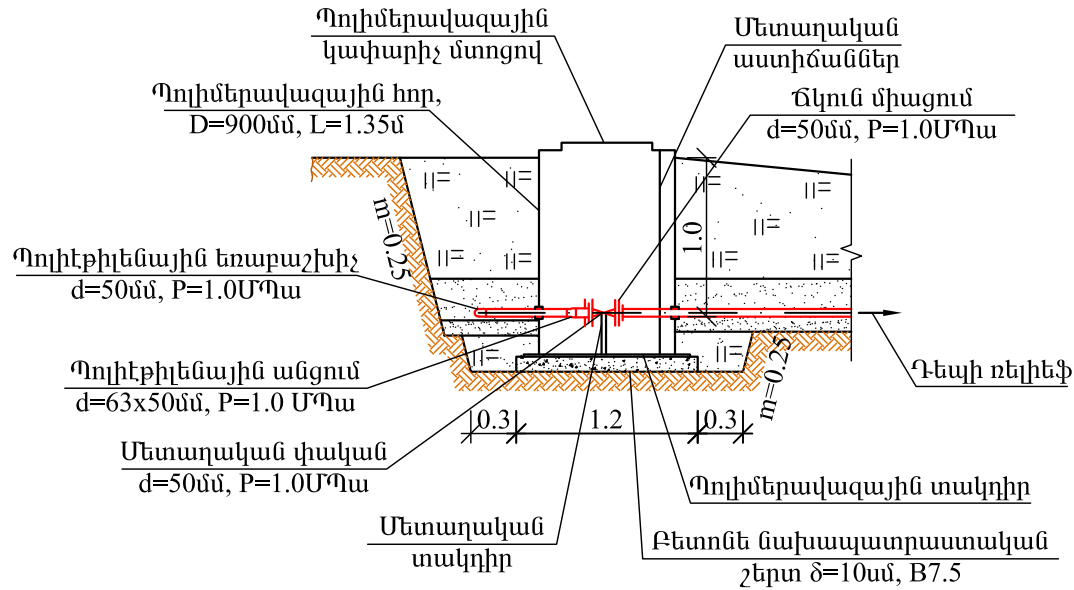 Պոլիմերավազային
կափարիչ մտոցով
Մետաղական
աստիճաններ
Պոլիմերավազային հոր,
D=900մմ, L=1.35մ
Ճկուն միացում
d=50մմ, P=1.0ՄՊա
m=0.25
1.0
Պոլիէթիլենային եռաբաշխիչ
d=50մմ, P=1.0ՄՊա
Դեպի ռելիեֆ
m=0.25
Պոլիէթիլենային անցում
d=63x50մմ, P=1.0 ՄՊա
0.3
1.2
0.3
Մետաղական փական
d=50մմ, P=1.0ՄՊա
Պոլիմերավազային տակդիր
Մետաղական
տակդիր
Բետոնե նախապատրաստական
շերտ δ=10սմ, B7.5